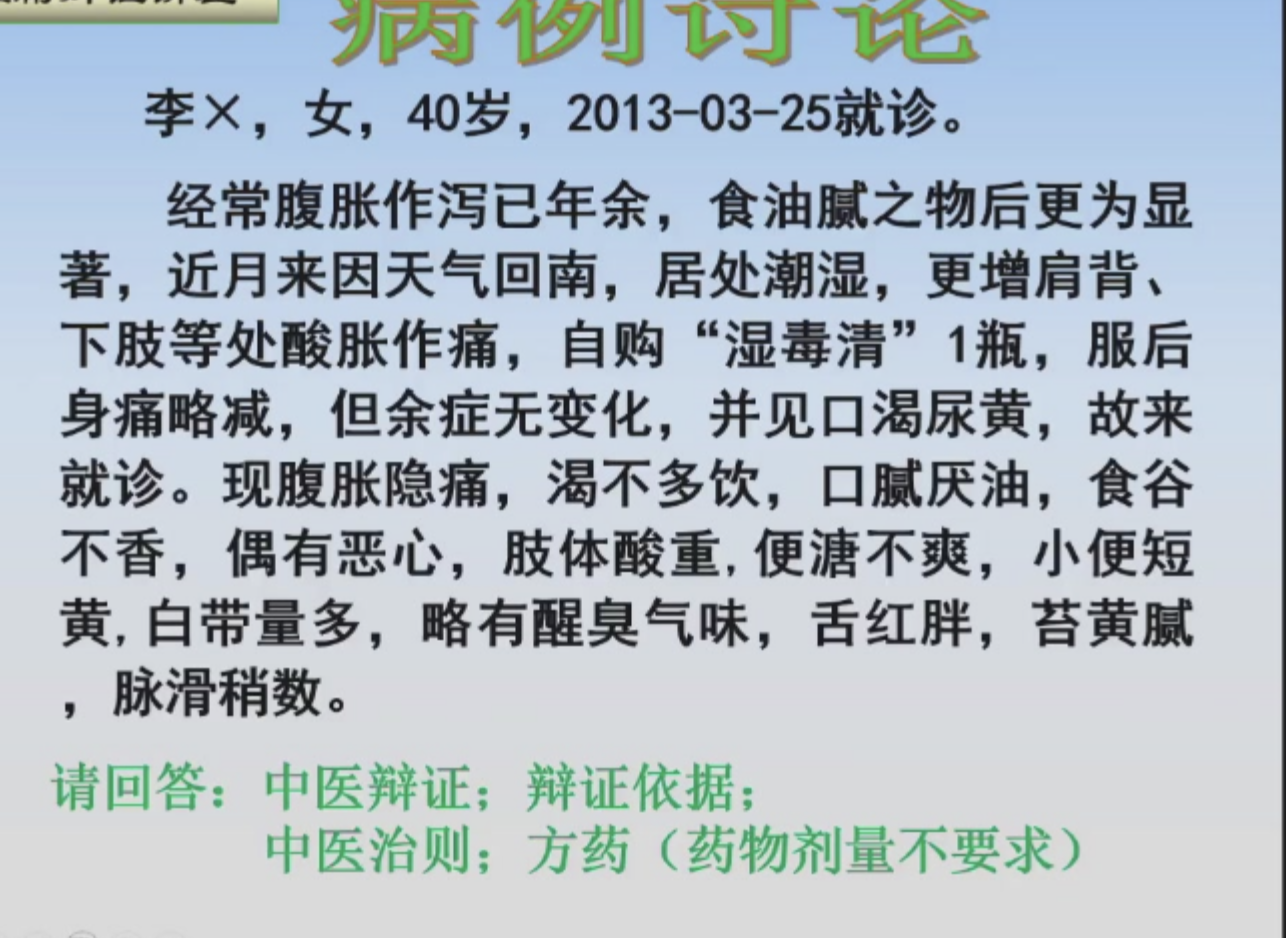 病例讨论
李×，女，40岁，2013-03-25就诊。
经常腹胀作泻已年余，食油腻之物后更为显
著，近月来因天气回南，居处潮湿，更增肩背、
下肢等处酸胀作痛，自购“湿毒清”1瓶，服后
身痛略减，但余症无变化，并见口渴尿黄，故来
就诊。现腹胀隐痛，渴不多饮，口腻厌油，食谷
不香，偶有恶心，肢体酸重,便溏不爽，小便短
黄,白带量多，略有醒臭气味，舌红胖，苔黄腻
，脉滑稍数。
请回答：中医辩证；辩证依据；
中医治则；方药（药物剂量不要求）